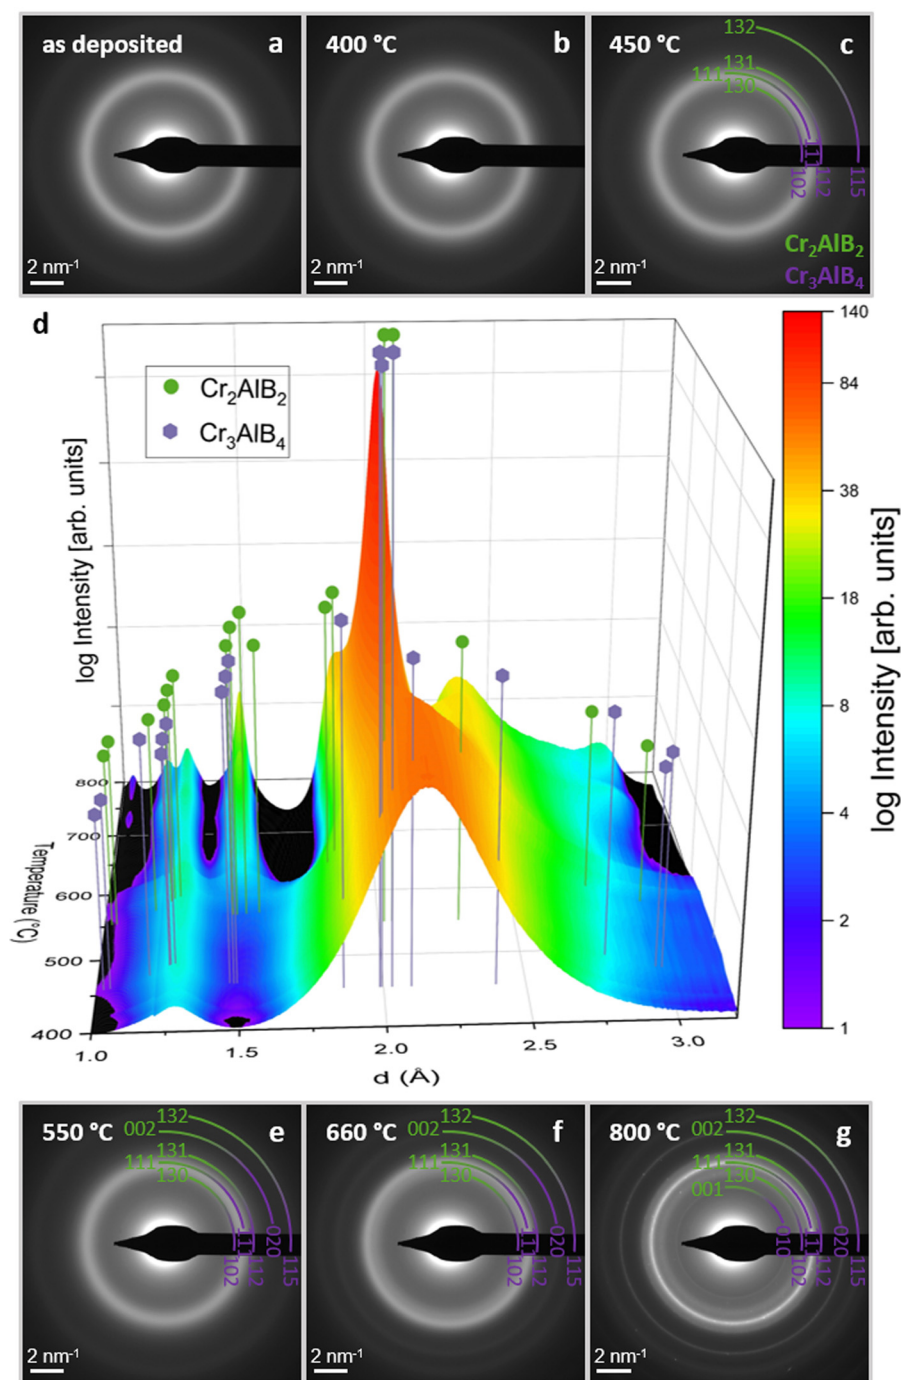 as deposited
a
400 °C
b
450 °C
c
132
131
111
130
102
111
112
115
Cr₂AlB₂
Cr₃AlB₄
2 nm⁻¹
2 nm⁻¹
2 nm⁻¹
d
Cr₂AlB₂
Cr₃AlB₄
log Intensity [arb. units]
800
700
600
500
400
Temperature (°C)
1.0
1.5
2.0
2.5
3.0
d (Å)
140
84
38
18
8
4
2
1
log Intensity [arb. units]
550 °C
e
132
002
131
111
130
102
111
112
020
115
2 nm⁻¹
660 °C
f
132
002
131
111
130
102
111
112
020
115
2 nm⁻¹
800 °C
g
132
002
131
111
130
001
010
102
111
112
020
115
2 nm⁻¹